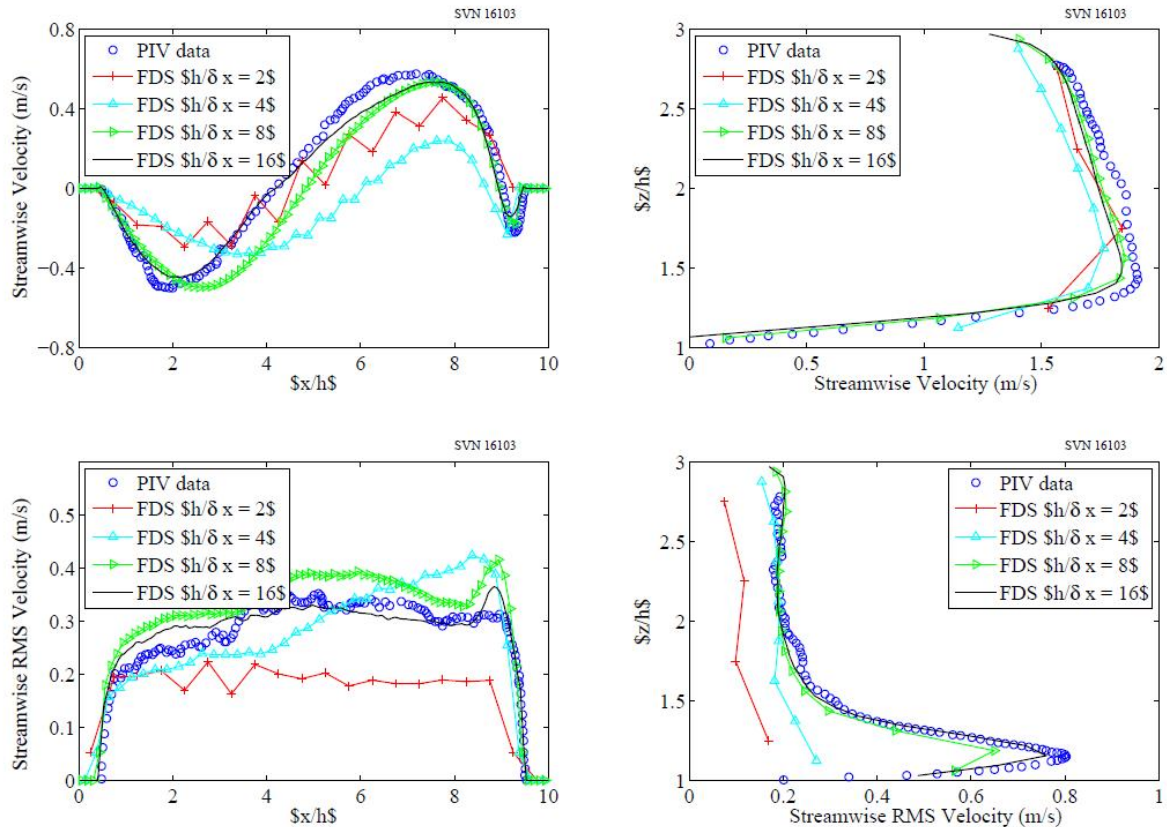 SVN 16103
0.8
0.4
0
−0.4
−0.8
Streamwise Velocity (m/s)
PIV data
FDS $h/δ x = 2$
FDS $h/δ x = 4$
FDS $h/δ x = 8$
FDS $h/δ x = 16$
0 2 4 6 8 10
$x/h$
SVN 16103
3
2.5
2
1.5
1
$z/h$
PIV data
FDS $h/δ x = 2$
FDS $h/δ x = 4$
FDS $h/δ x = 8$
FDS $h/δ x = 16$
0 0.5 1 1.5 2
Streamwise Velocity (m/s)
SVN 16103
0.5
0.4
0.3
0.2
0.1
0
Streamwise RMS Velocity (m/s)
PIV data
FDS $h/δ x = 2$
FDS $h/δ x = 4$
FDS $h/δ x = 8$
FDS $h/δ x = 16$
0 2 4 6 8 10
$x/h$
SVN 16103
3
2.5
2
1.5
1
$z/h$
PIV data
FDS $h/δ x = 2$
FDS $h/δ x = 4$
FDS $h/δ x = 8$
FDS $h/δ x = 16$
0 0.2 0.4 0.6 0.8 1
Streamwise RMS Velocity (m/s)